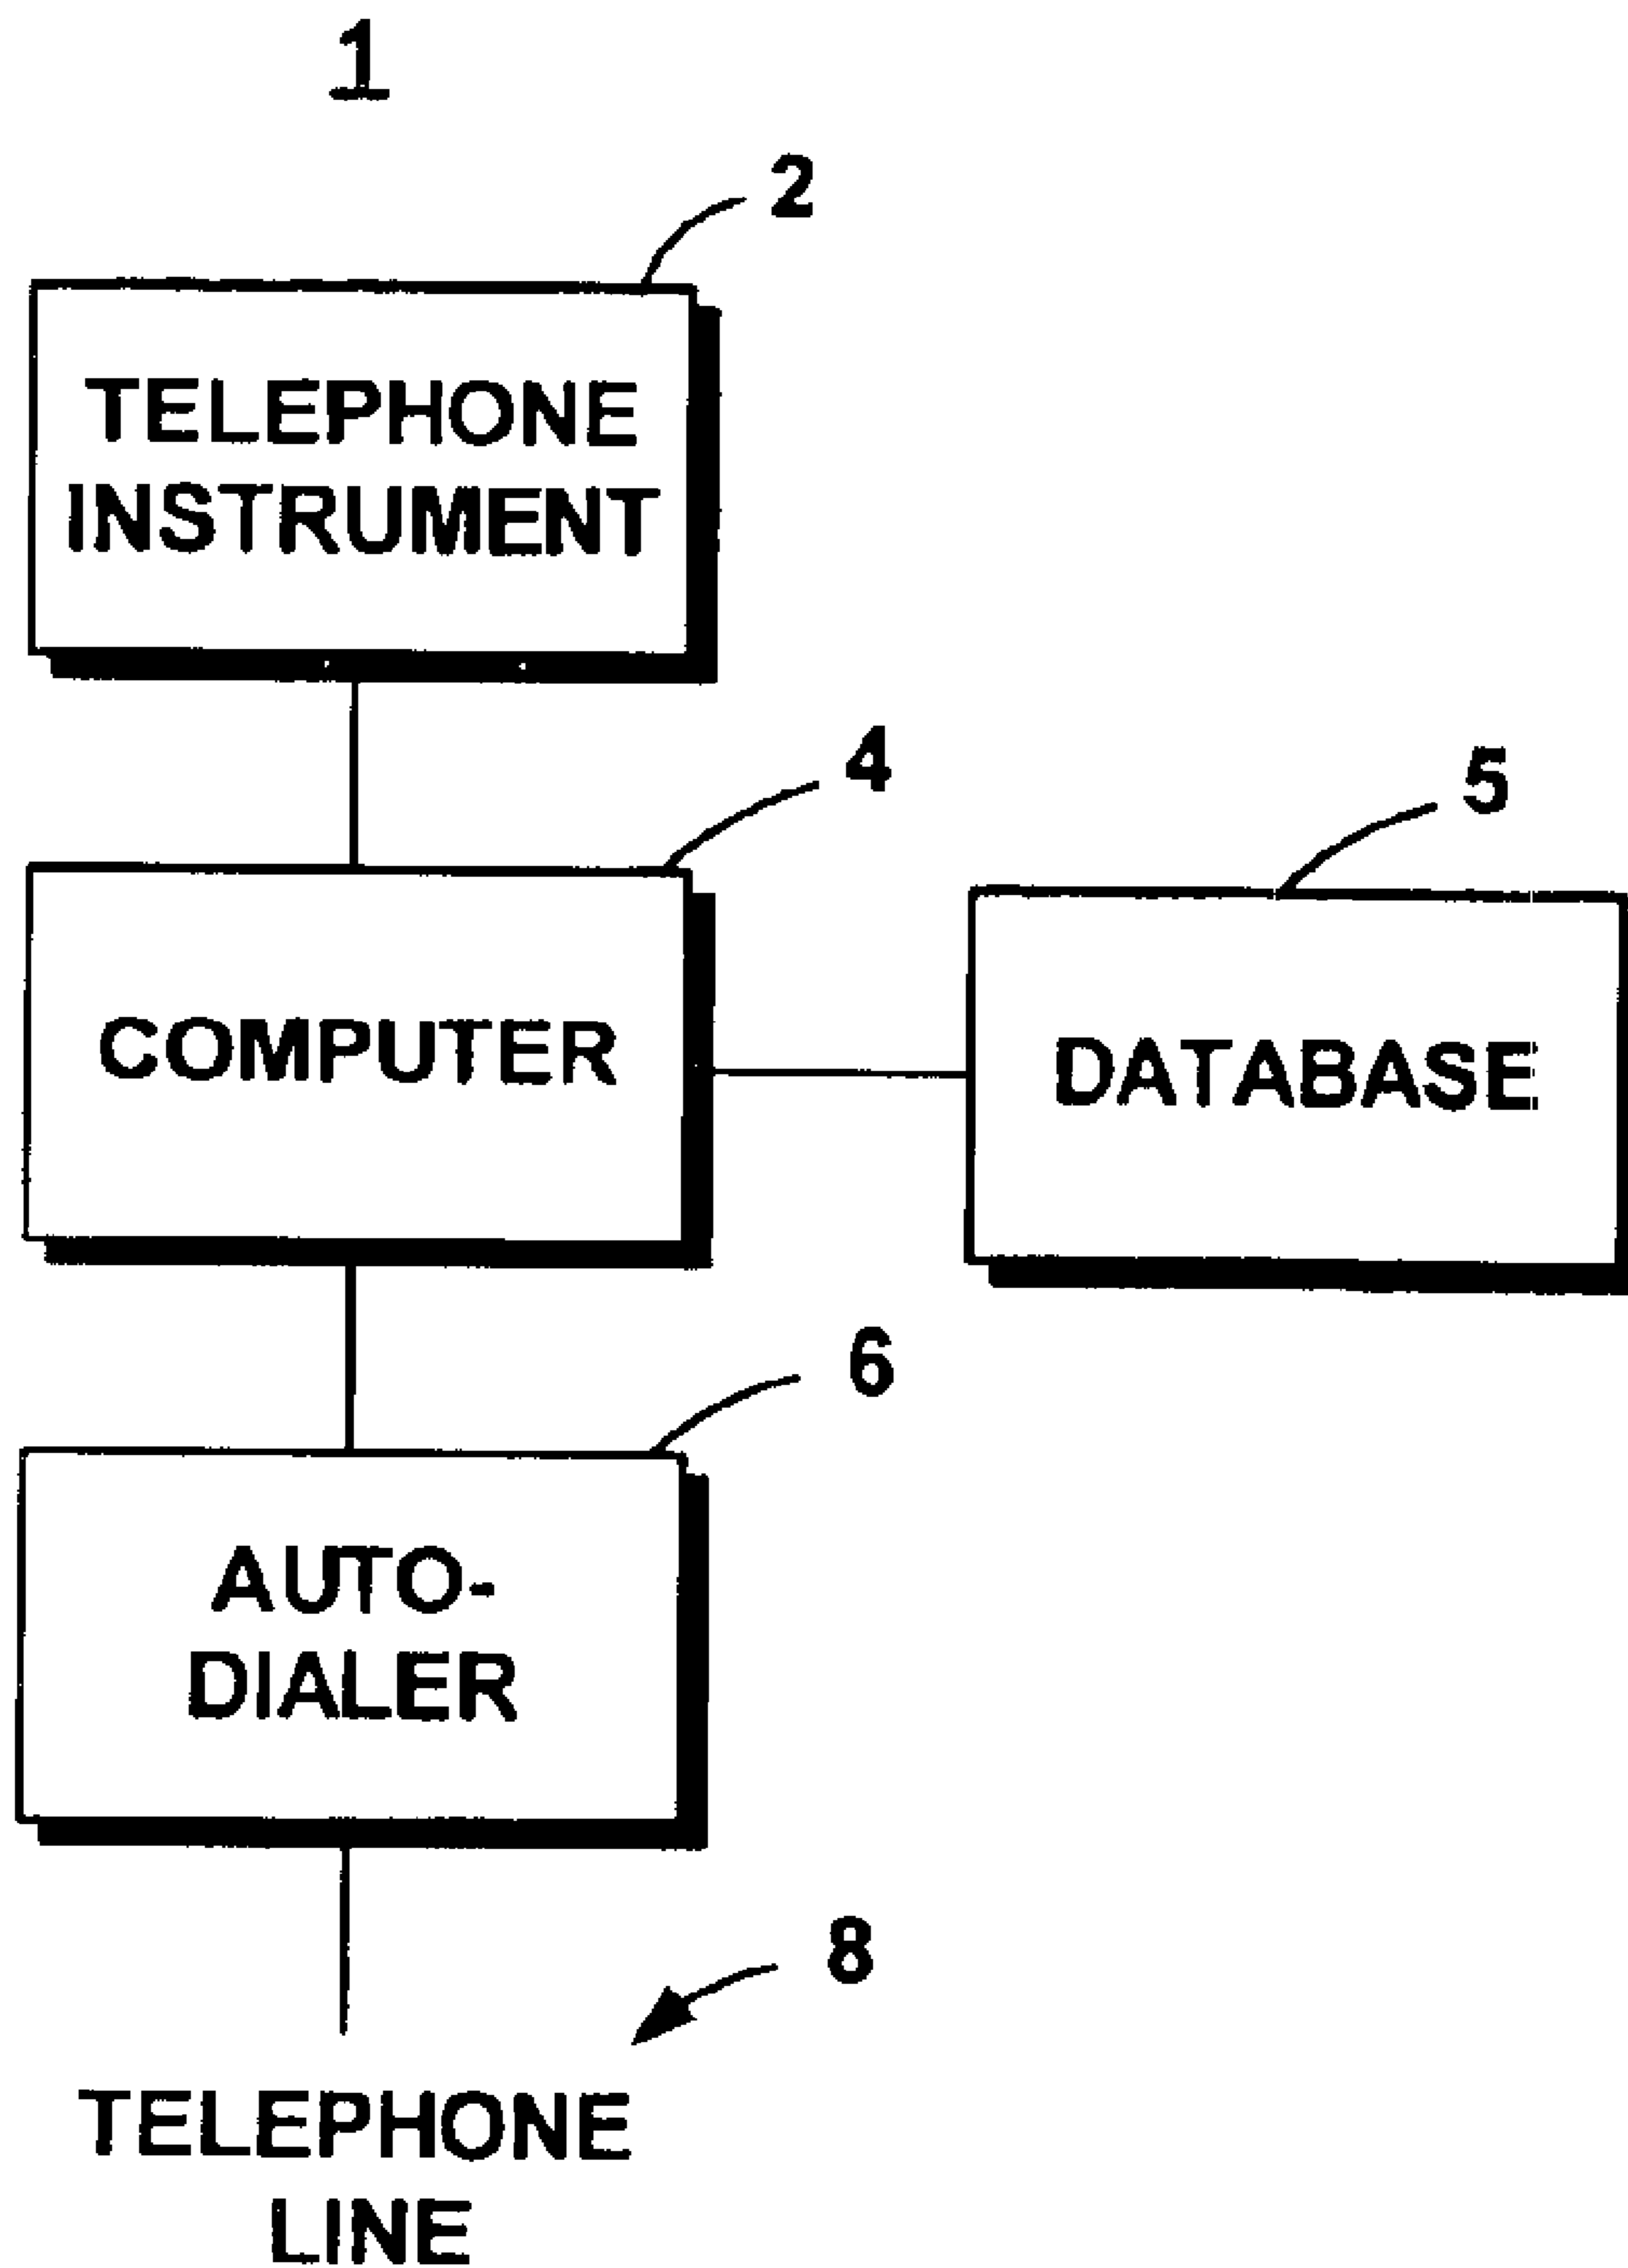 1
2
TELEPHONE
INSTRUMENT
4
5
COMPUTER
DATABASE
6
AUTO-
DIALER
8
TELEPHONE
LINE